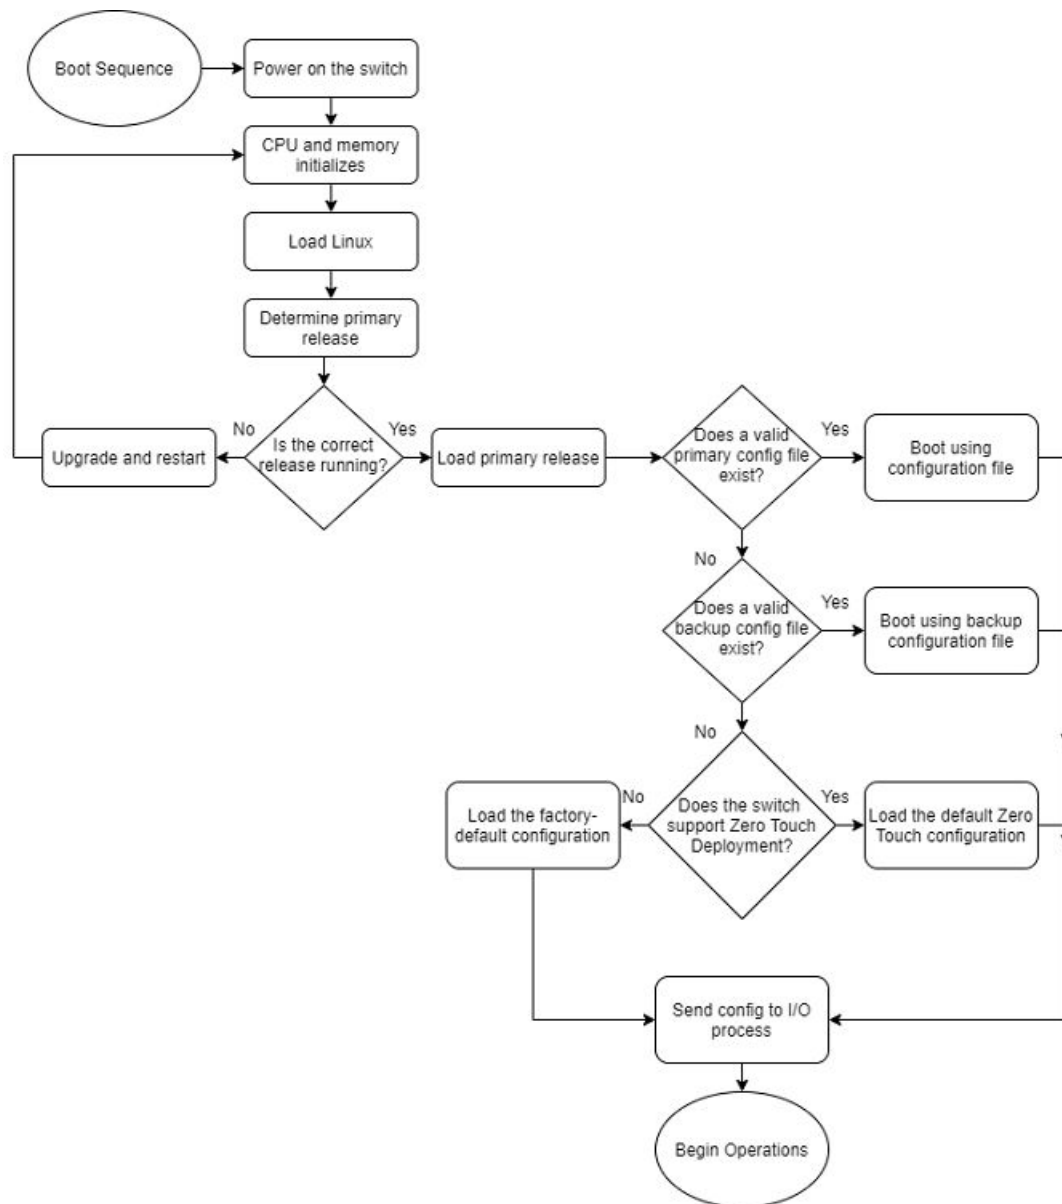 Boot Sequence
Power on the switch
CPU and memory
initializes
Load Linux
Determine primary
release
No
Is the correct
release running?
Yes
Upgrade and restart
Load primary release
Does a valid
primary config file
exist?
Yes
Boot using
configuration file
No
Does a valid
backup config file
exist?
Yes
Boot using backup
configuration file
No
Does the switch
support Zero Touch
Deployment?
No
Load the factory-
default configuration
Yes
Load the default Zero
Touch configuration
Send config to I/O
process
Begin Operations